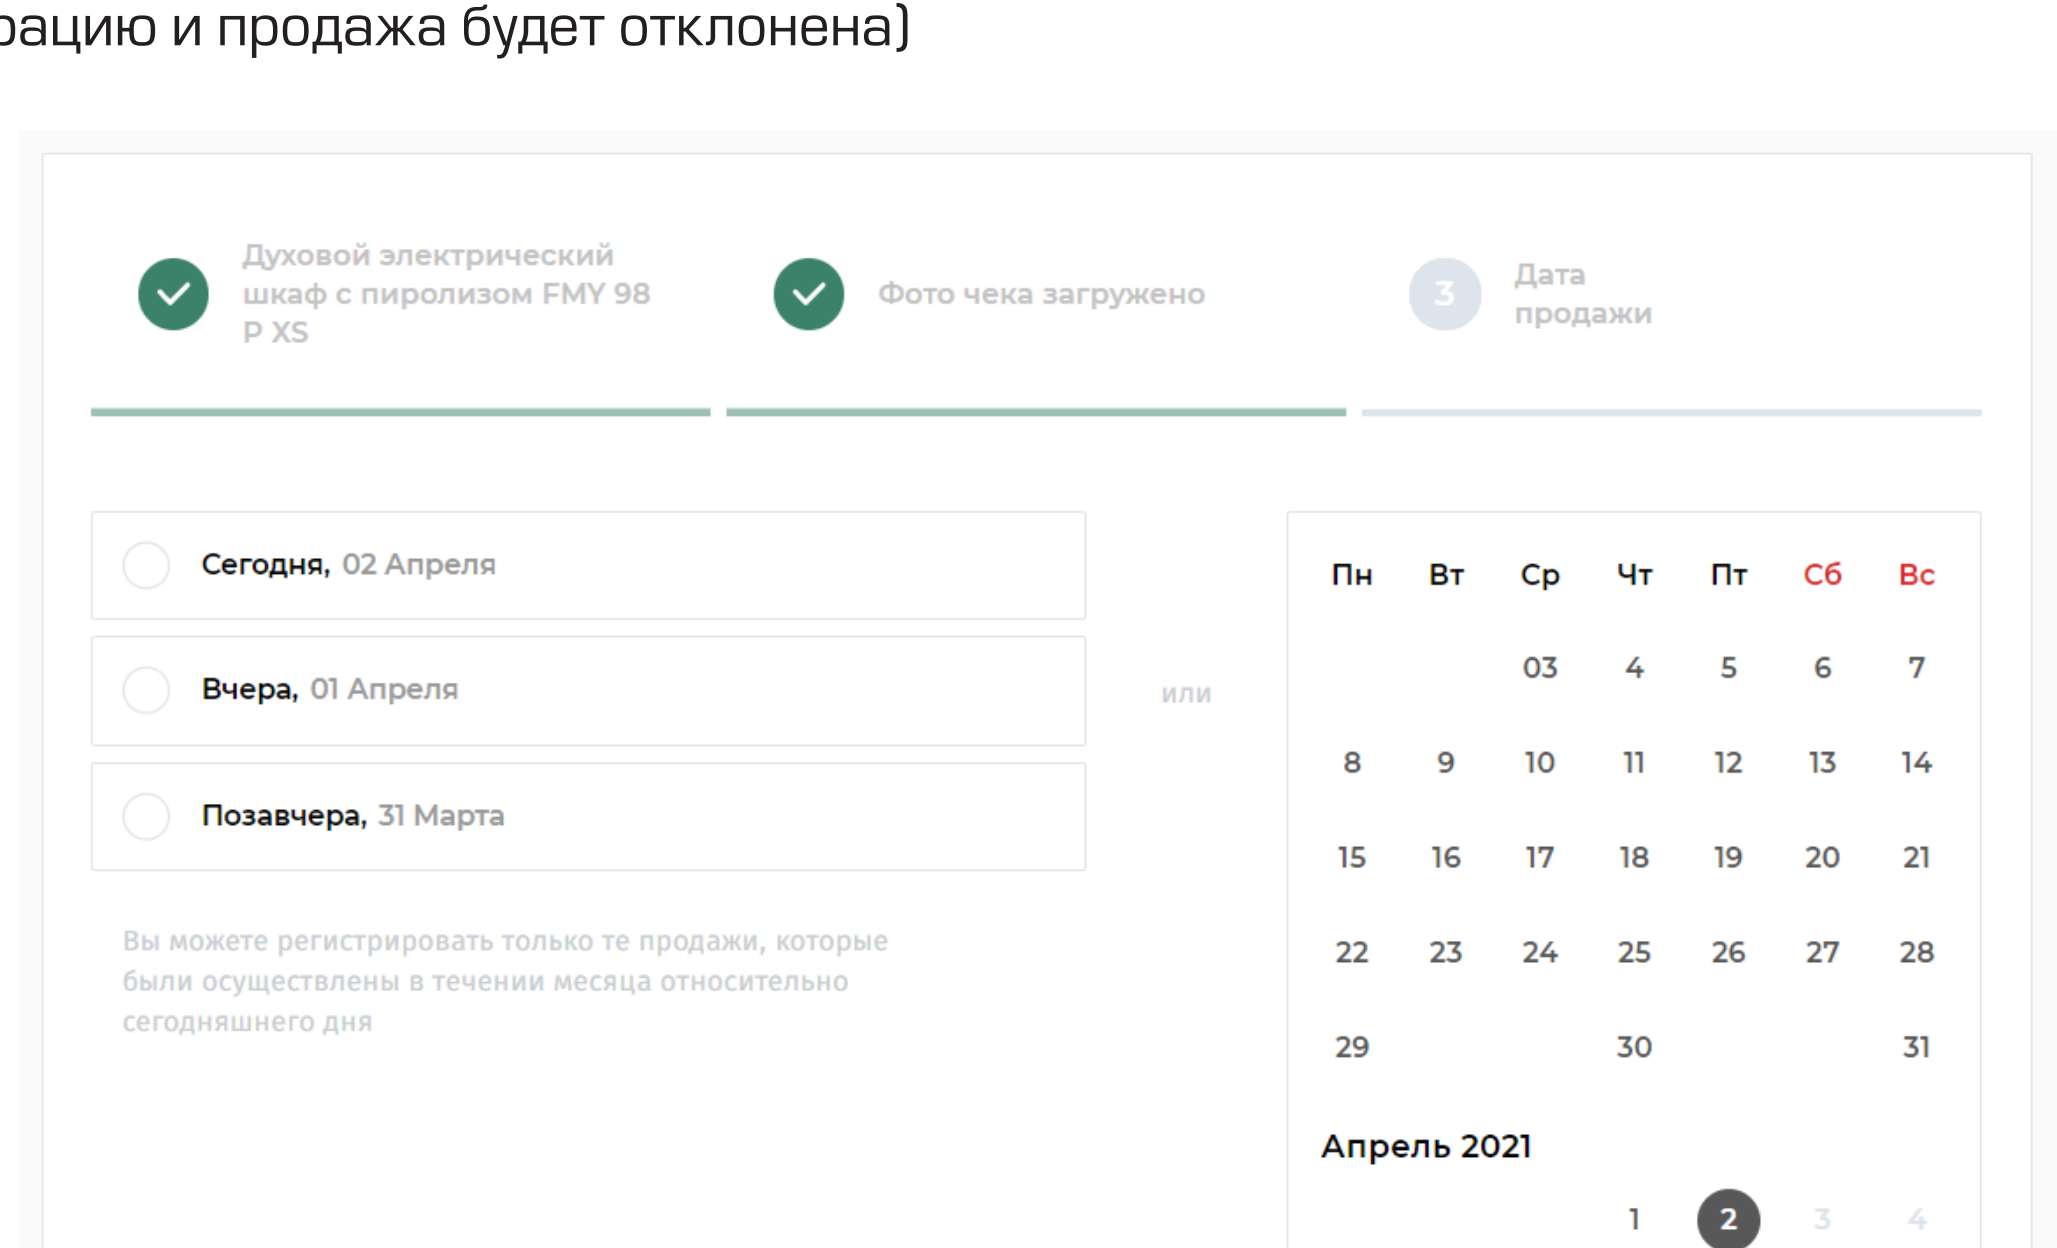 рацию и продажа будет отклонена)
Духовой электрический
шкаф с пиролизом FMY 98
P XS
Фото чека загружено
3
Дата
продажи
Сегодня, 02 Апреля
Вчера, 01 Апреля
Позавчера, 31 Марта
Вы можете регистрировать только те продажи, которые
были осуществлены в течении месяца относительно
сегодняшнего дня
или
Пн Вт Ср Чт Пт Сб Вс
03 4 5 6 7
8 9 10 11 12 13 14
15 16 17 18 19 20 21
22 23 24 25 26 27 28
29 30 31
Апрель 2021
1 2 3 4